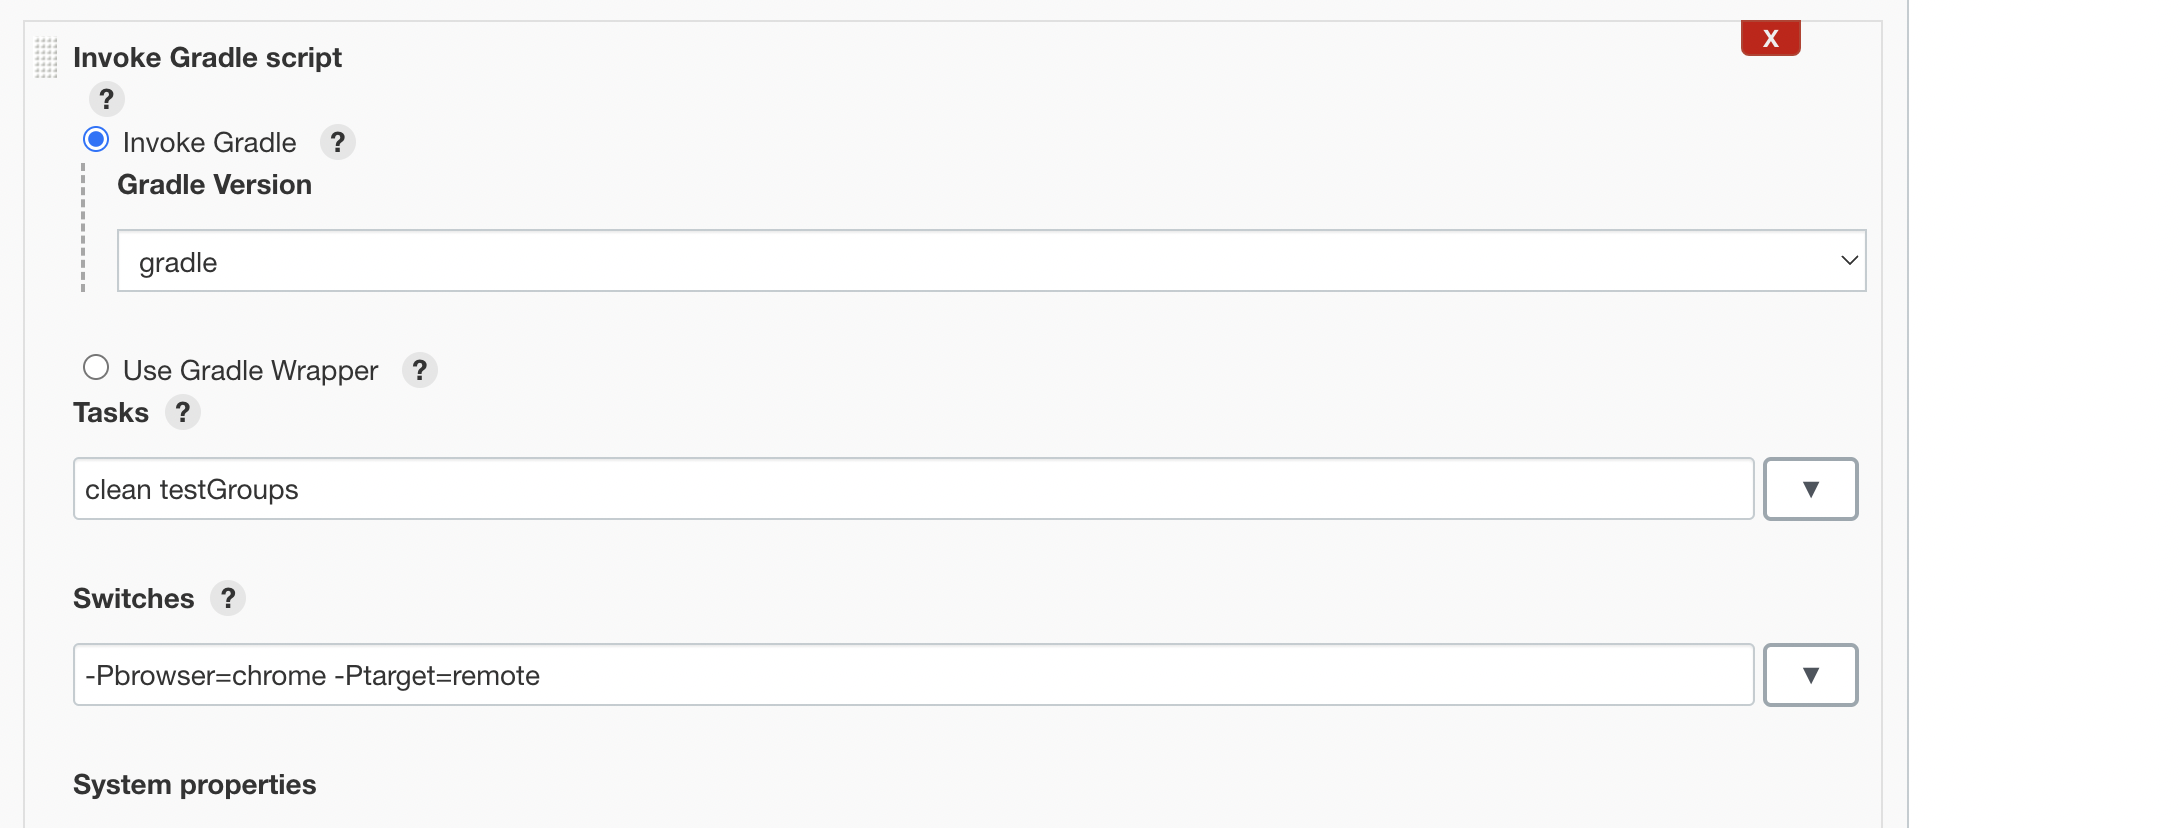 Invoke Gradle script
X
?
Invoke Gradle ?
Gradle Version
gradle
Use Gradle Wrapper ?
Tasks ?
clean testGroups
Switches ?
-Pbrowser=chrome -Ptarget=remote
System properties